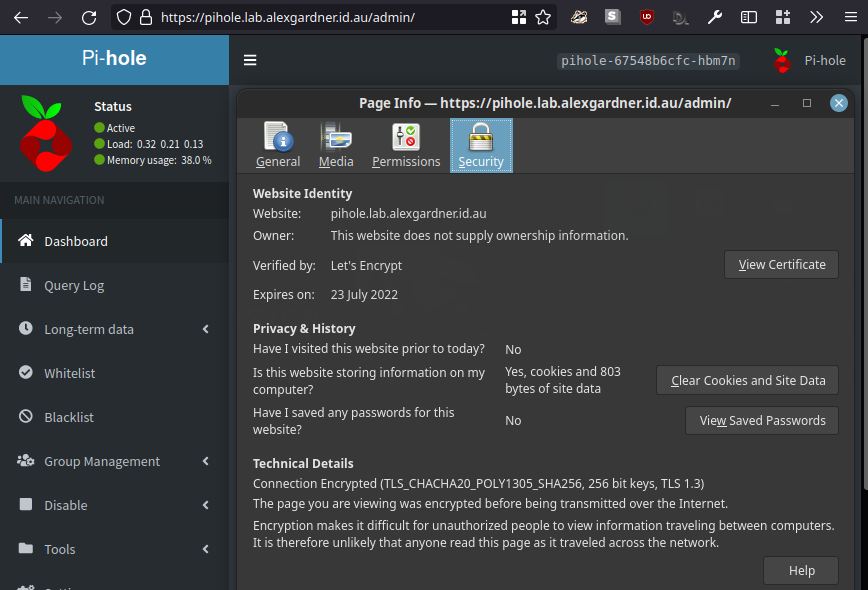 https://pihole.lab.alexgardner.id.au/admin/
Pi-hole
pihole-67548b6cfc-hbm7n
Pi-hole
Status
Active
Load: 0.32 0.21 0.13
Memory usage: 38.0 %
MAIN NAVIGATION
Dashboard
Query Log
Long-term data
Whitelist
Blacklist
Group Management
Disable
Tools
Page Info — https://pihole.lab.alexgardner.id.au/admin/
General
Media
Permissions
Security
Website Identity
Website: pihole.lab.alexgardner.id.au
Owner: This website does not supply ownership information.
Verified by: Let's Encrypt
View Certificate
Expires on: 23 July 2022
Privacy & History
Have I visited this website prior to today? No
Is this website storing information on my
computer?
Yes, cookies and 803
bytes of site data
Clear Cookies and Site Data
Have I saved any passwords for this
website?
No
View Saved Passwords
Technical Details
Connection Encrypted (TLS_CHACHA20_POLY1305_SHA256, 256 bit keys, TLS 1.3)
The page you are viewing was encrypted before being transmitted over the Internet.
Encryption makes it difficult for unauthorized people to view information traveling between computers.
It is therefore unlikely that anyone read this page as it traveled across the network.
Help